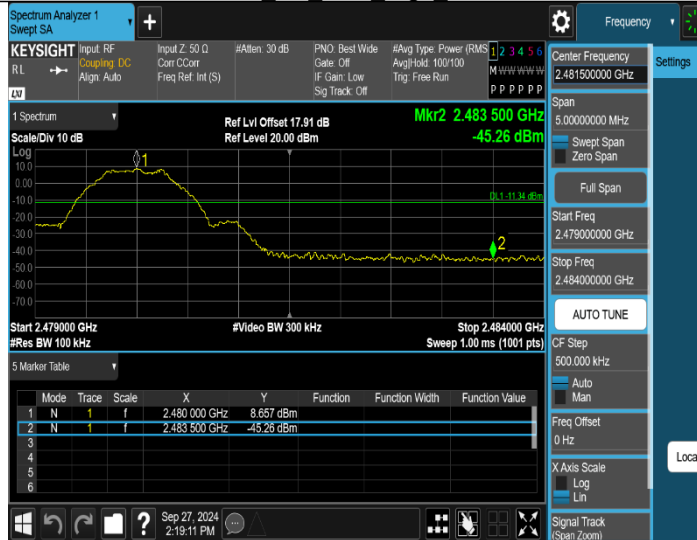 Spectrum Analyzer 1
Swept SA
+
Frequency
KEYSIGHT
RL
LXI
Input: RF
Coupling: DC
Align: Auto
Input Z: 50 Ω
Corr CCorr
Freq Ref: Int (S)
#Atten: 30 dB
PNO: Best Wide
Gate: Off
IF Gain: Low
Sig Track: Off
#Avg Type: Power (RMS
Avg|Hold: 100/100
Trig: Free Run
1 2 3 4 5 6
M W W W W W
P P P P P P
Center Frequency
2.481500000 GHz
Settings
Span
5.00000000 MHz
Swept Span
Zero Span
Full Span
Start Freq
2.479000000 GHz
Stop Freq
2.484000000 GHz
AUTO TUNE
CF Step
500.000 kHz
Auto
Man
Freq Offset
0 Hz
X Axis Scale
Log
Lin
Signal Track
(Span Zoom)
Loca
1 Spectrum
Scale/Div 10 dB
Ref Lvl Offset 17.91 dB
Ref Level 20.00 dBm
Mkr2 2.483 500 GHz
-45.26 dBm
Log
10.0
0.00
-10.0
-20.0
-30.0
-40.0
-50.0
-60.0
-70.0
1
DL1 -11.34 dBm
2
Start 2.479000 GHz
#Res BW 100 kHz
#Video BW 300 kHz
Stop 2.484000 GHz
Sweep 1.00 ms (1001 pts)
5 Marker Table
Mode Trace Scale X Y Function Function Width Function Value
1 N 1 f 2.480 000 GHz 8.657 dBm
2 N 1 f 2.483 500 GHz -45.26 dBm
3
4
5
6
?
Sep 27, 2024
2:19:11 PM